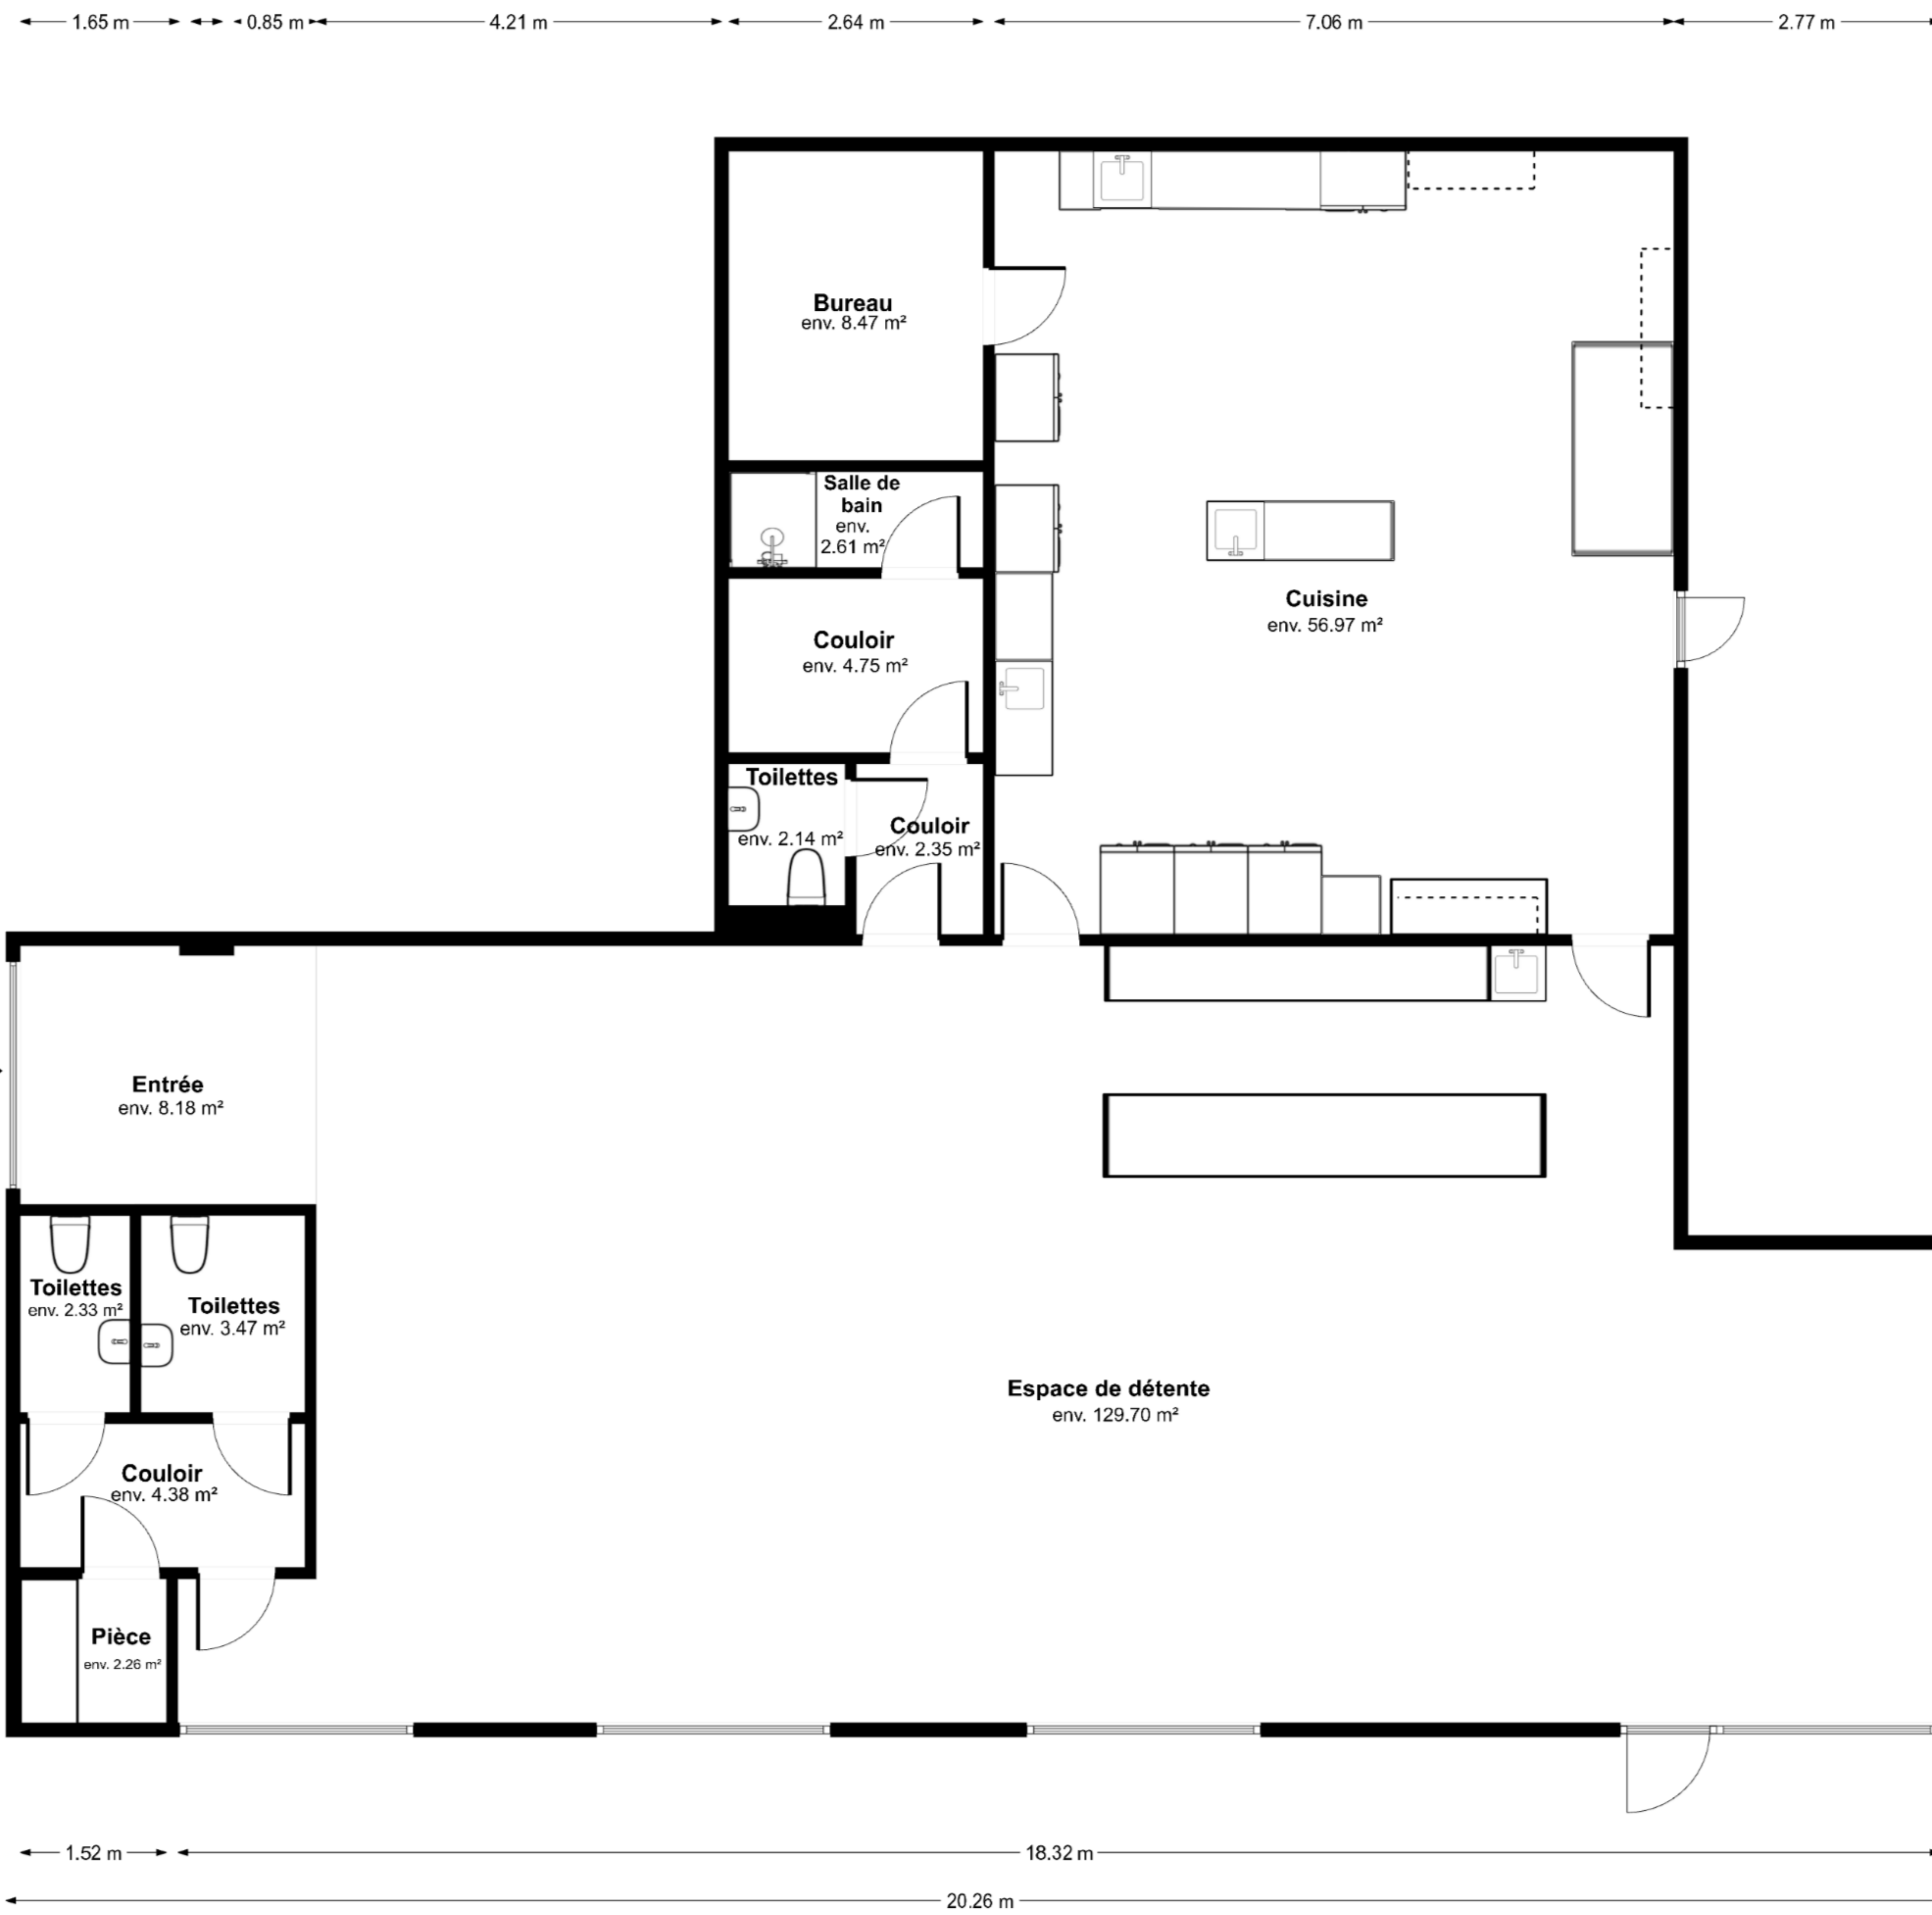 1.65 m
0.85 m
4.21 m
2.64 m
7.06 m
2.77 m
Bureau
env. 8.47 m²
Salle de
bain
env.
2.61 m²
Cuisine
env. 56.97 m²
Couloir
env. 4.75 m²
Toilettes
env. 2.14 m²
Couloir
env. 2.35 m²
Entrée
env. 8.18 m²
Toilettes
env. 2.33 m²
Toilettes
env. 3.47 m²
Espace de détente
env. 129.70 m²
Couloir
env. 4.38 m²
Pièce
env. 2.26 m²
1.52 m
18.32 m
20.26 m